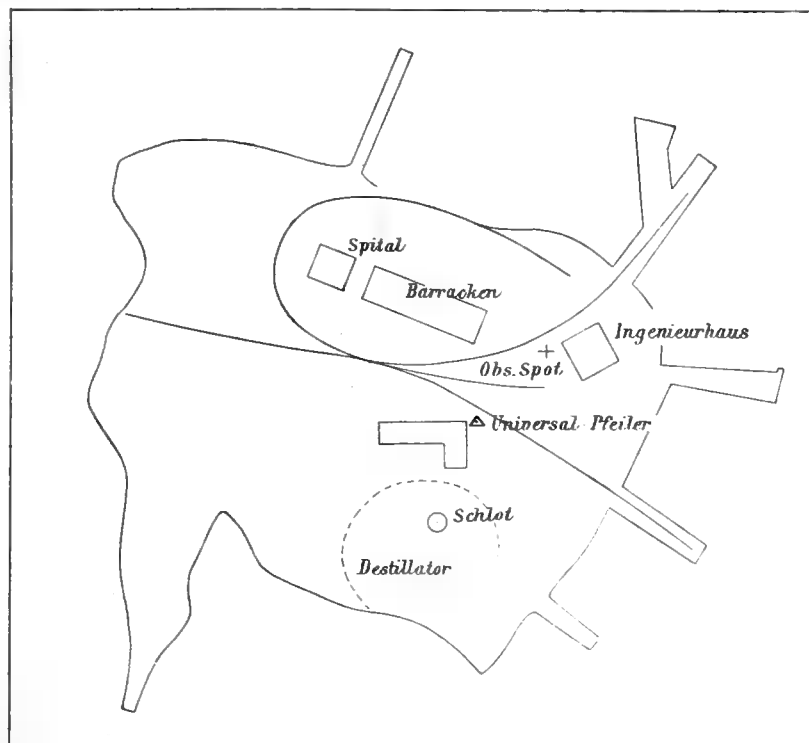 Spital
Barracken
Ingenieurhaus
Obs. Spot
Universal Pfeiler
Schlot
Destillator